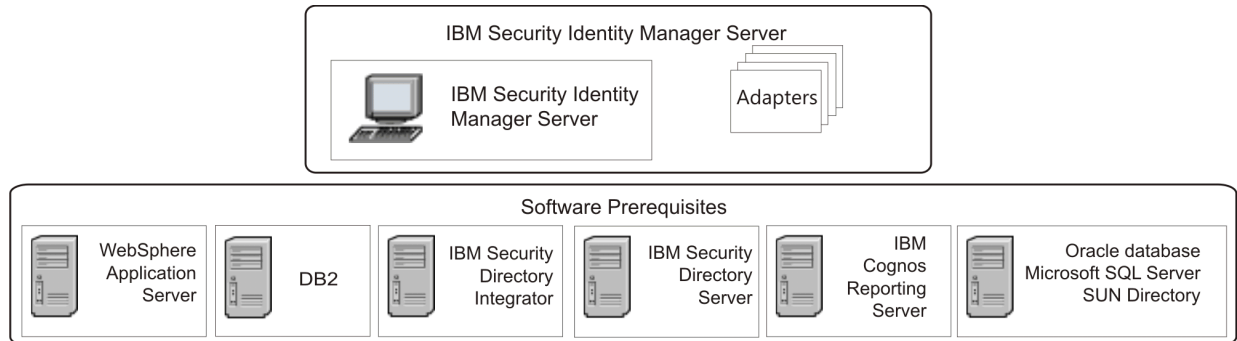 IBM Security Identity Manager Server
IBM Security Identity
Manager Server
Adapters
Software Prerequisites
WebSphere
Application
Server
DB2
IBM Security
Directory
Integrator
IBM Security
Directory
Server
IBM
Cognos
Reporting
Server
Oracle database
Microsoft SQL Server
SUN Directory